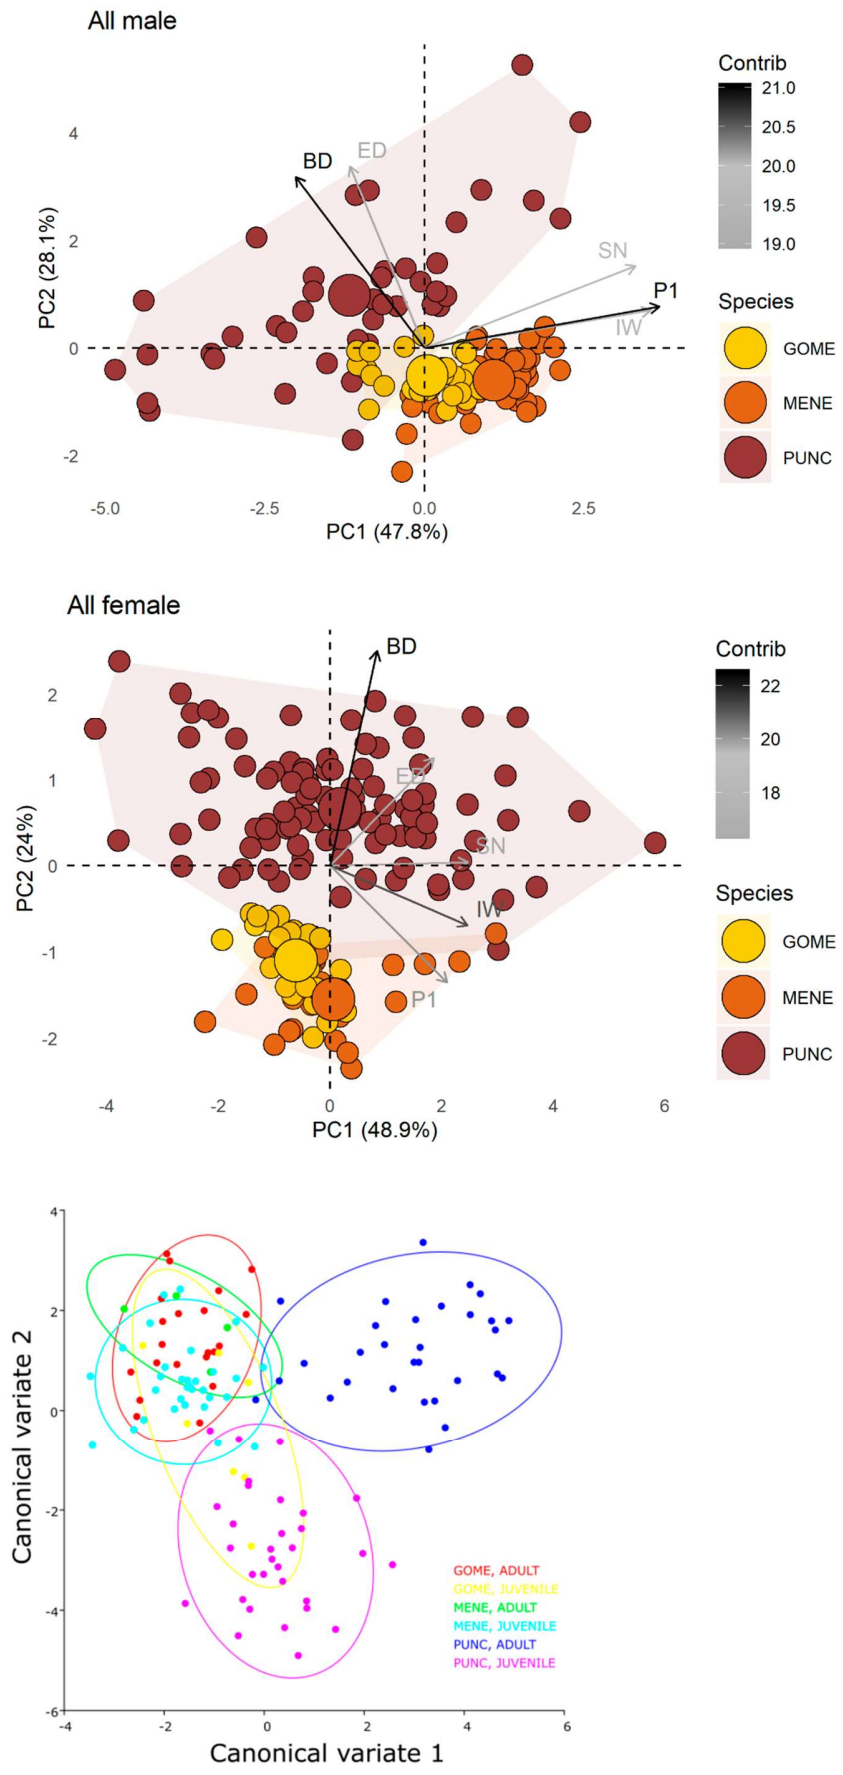 All male
Contrib
21.0
20.5
20.0
19.5
19.0
Species
GOME
MENE
PUNC
BD
ED
SN
P1
IW
4
2
0
-2
PC2 (28.1%)
-5.0 -2.5 0.0 2.5
PC1 (47.8%)
All female
Contrib
22
20
18
Species
GOME
MENE
PUNC
BD
ED
SN
IW
P1
2
1
0
-1
-2
PC2 (24%)
-4 -2 0 2 4 6
PC1 (48.9%)
4
2
0
-2
-4
-6
Canonical variate 2
GOME, ADULT
GOME, JUVENILE
MENE, ADULT
MENE, JUVENILE
PUNC, ADULT
PUNC, JUVENILE
-4 -2 0 2 4 6
Canonical variate 1